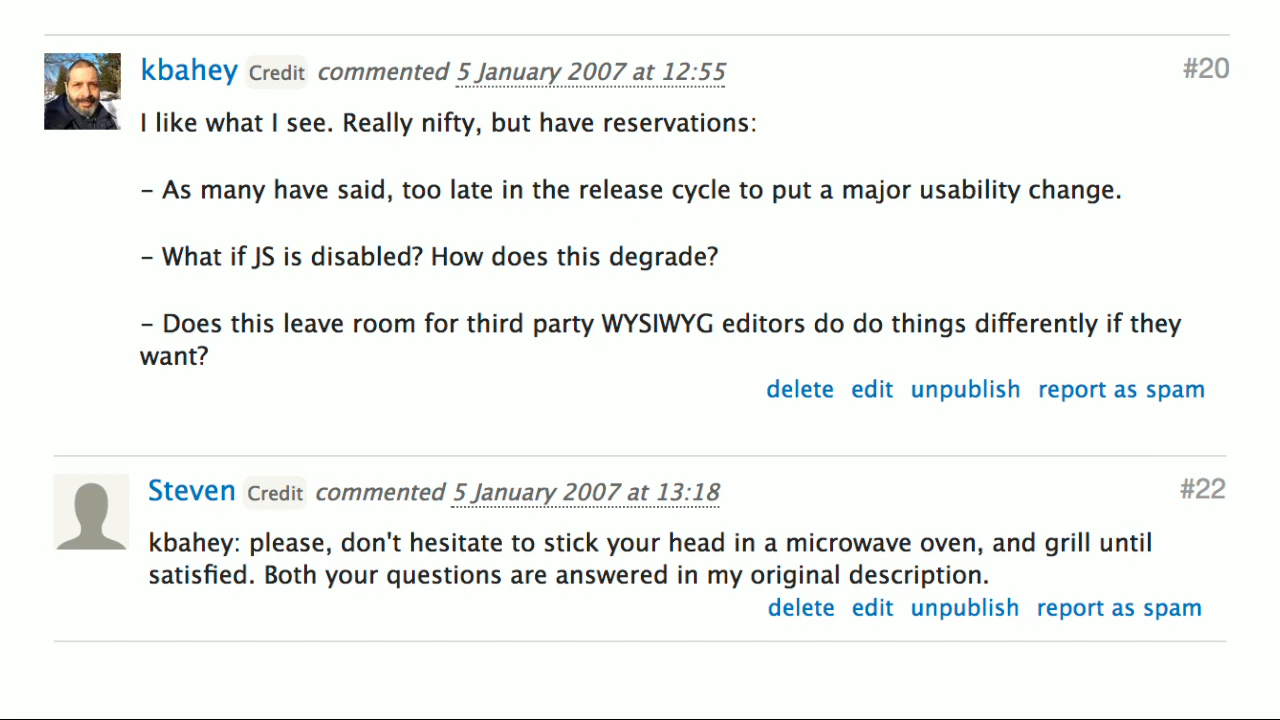 kbahey Credit commented 5 January 2007 at 12:55 #20
I like what I see. Really nifty, but have reservations:
– As many have said, too late in the release cycle to put a major usability change.
– What if JS is disabled? How does this degrade?
– Does this leave room for third party WYSIWYG editors do do things differently if they
want?
delete edit unpublish report as spam
Steven Credit commented 5 January 2007 at 13:18 #22
kbahey: please, don't hesitate to stick your head in a microwave oven, and grill until
satisfied. Both your questions are answered in my original description.
delete edit unpublish report as spam